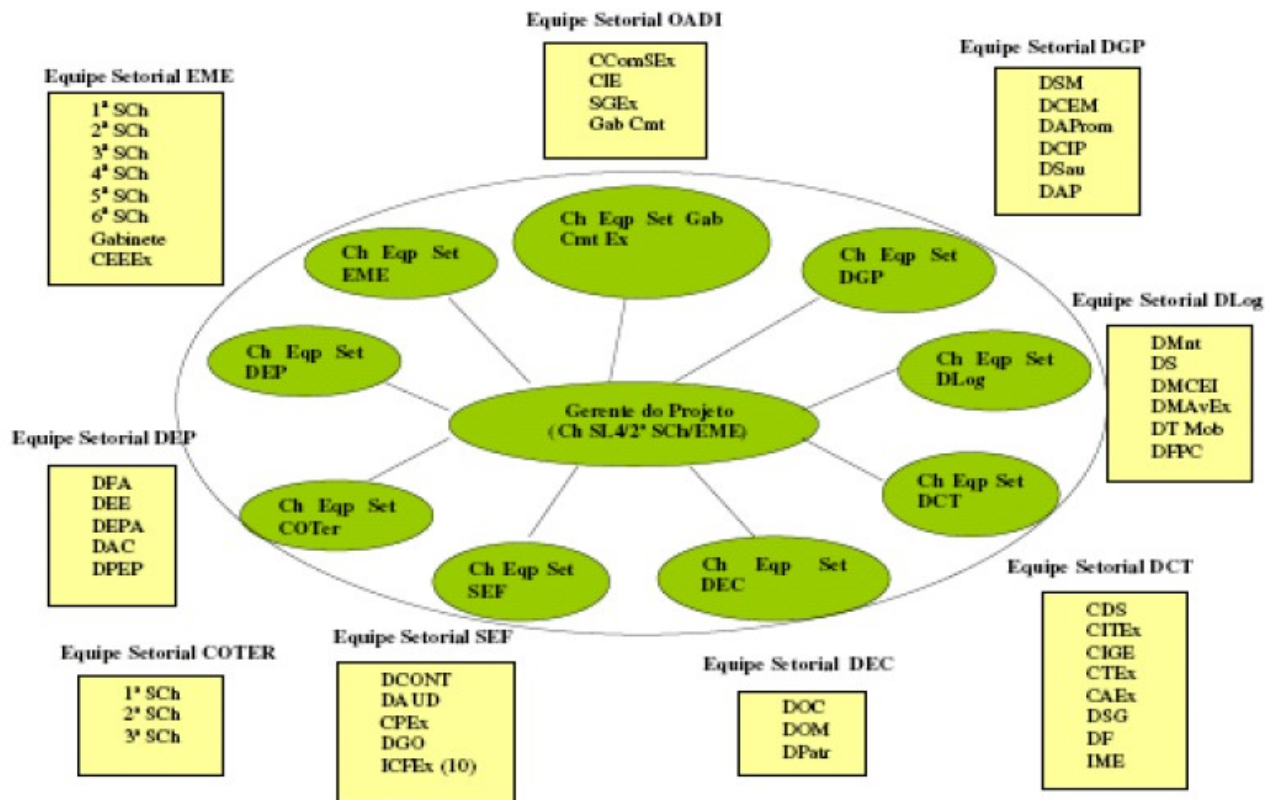 Equipe Setorial OADI
CComSEx
CIE
SGEx
Gab Cmt
Equipe Setorial EME
1ª SCh
2ª SCh
3ª SCh
4ª SCh
5ª SCh
6ª SCh
Gabinete
CEEEx
Equipe Setorial DGP
DSM
DCEM
DAProm
DCIP
DSau
DAP
Ch Eqp Set Gab
Cmt Ex
Ch Eqp Set
EME
Ch Eqp Set
DGP
Ch Eqp Set
DEP
Ch Eqp Set
DLog
Gerente do Projeto
(Ch SL4/2ª SCh/EME)
Ch Eqp Set
COTer
Ch Eqp Set
DCT
Ch Eqp Set
SEF
Ch Eqp Set
DEC
Equipe Setorial DLog
DMnt
DS
DMCEI
DMAvEx
DT Mob
DFPC
Equipe Setorial DEP
DFA
DEE
DEPA
DAC
DPEP
Equipe Setorial COTER
1ª SCh
2ª SCh
3ª SCh
Equipe Setorial SEF
DCONT
DAUD
CPEx
DGO
ICFEx (10)
Equipe Setorial DEC
DOC
DOM
DPatr
Equipe Setorial DCT
CDS
CITEx
CIGE
CTEx
CAEx
DSG
DF
IME